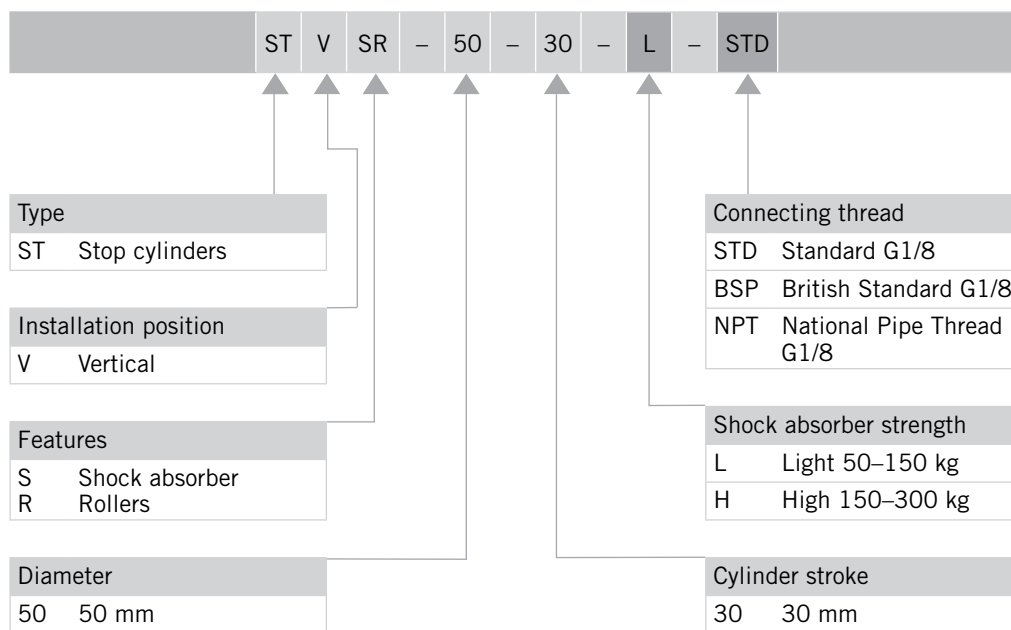 ST V SR – 50 – 30 – L – STD
Type
ST Stop cylinders
Installation position
V Vertical
Features
S Shock absorber
R Rollers
Diameter
50 50 mm
Connecting thread
STD Standard G1/8
BSP British Standard G1/8
NPT National Pipe Thread
G1/8
Shock absorber strength
L Light 50–150 kg
H High 150–300 kg
Cylinder stroke
30 30 mm